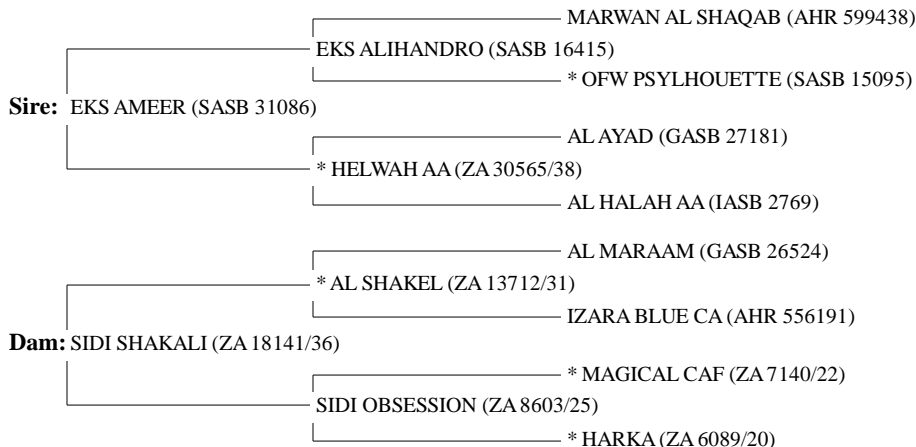 MARWAN AL SHAQAB (AHR 599438)
EKS ALIHANDRO (SASB 16415)
* OFW PSYLHOUETTE (SASB 15095)
Sire: EKS AMEER (SASB 31086)
AL AYAD (GASB 27181)
* HELWAH AA (ZA 30565/38)
AL HALAH AA (IASB 2769)
AL MARAAM (GASB 26524)
* AL SHAKEL (ZA 13712/31)
IZARA BLUE CA (AHR 556191)
Dam: SIDI SHAKALI (ZA 18141/36)
* MAGICAL CAF (ZA 7140/22)
SIDI OBSESSION (ZA 8603/25)
* HARKA (ZA 6089/20)